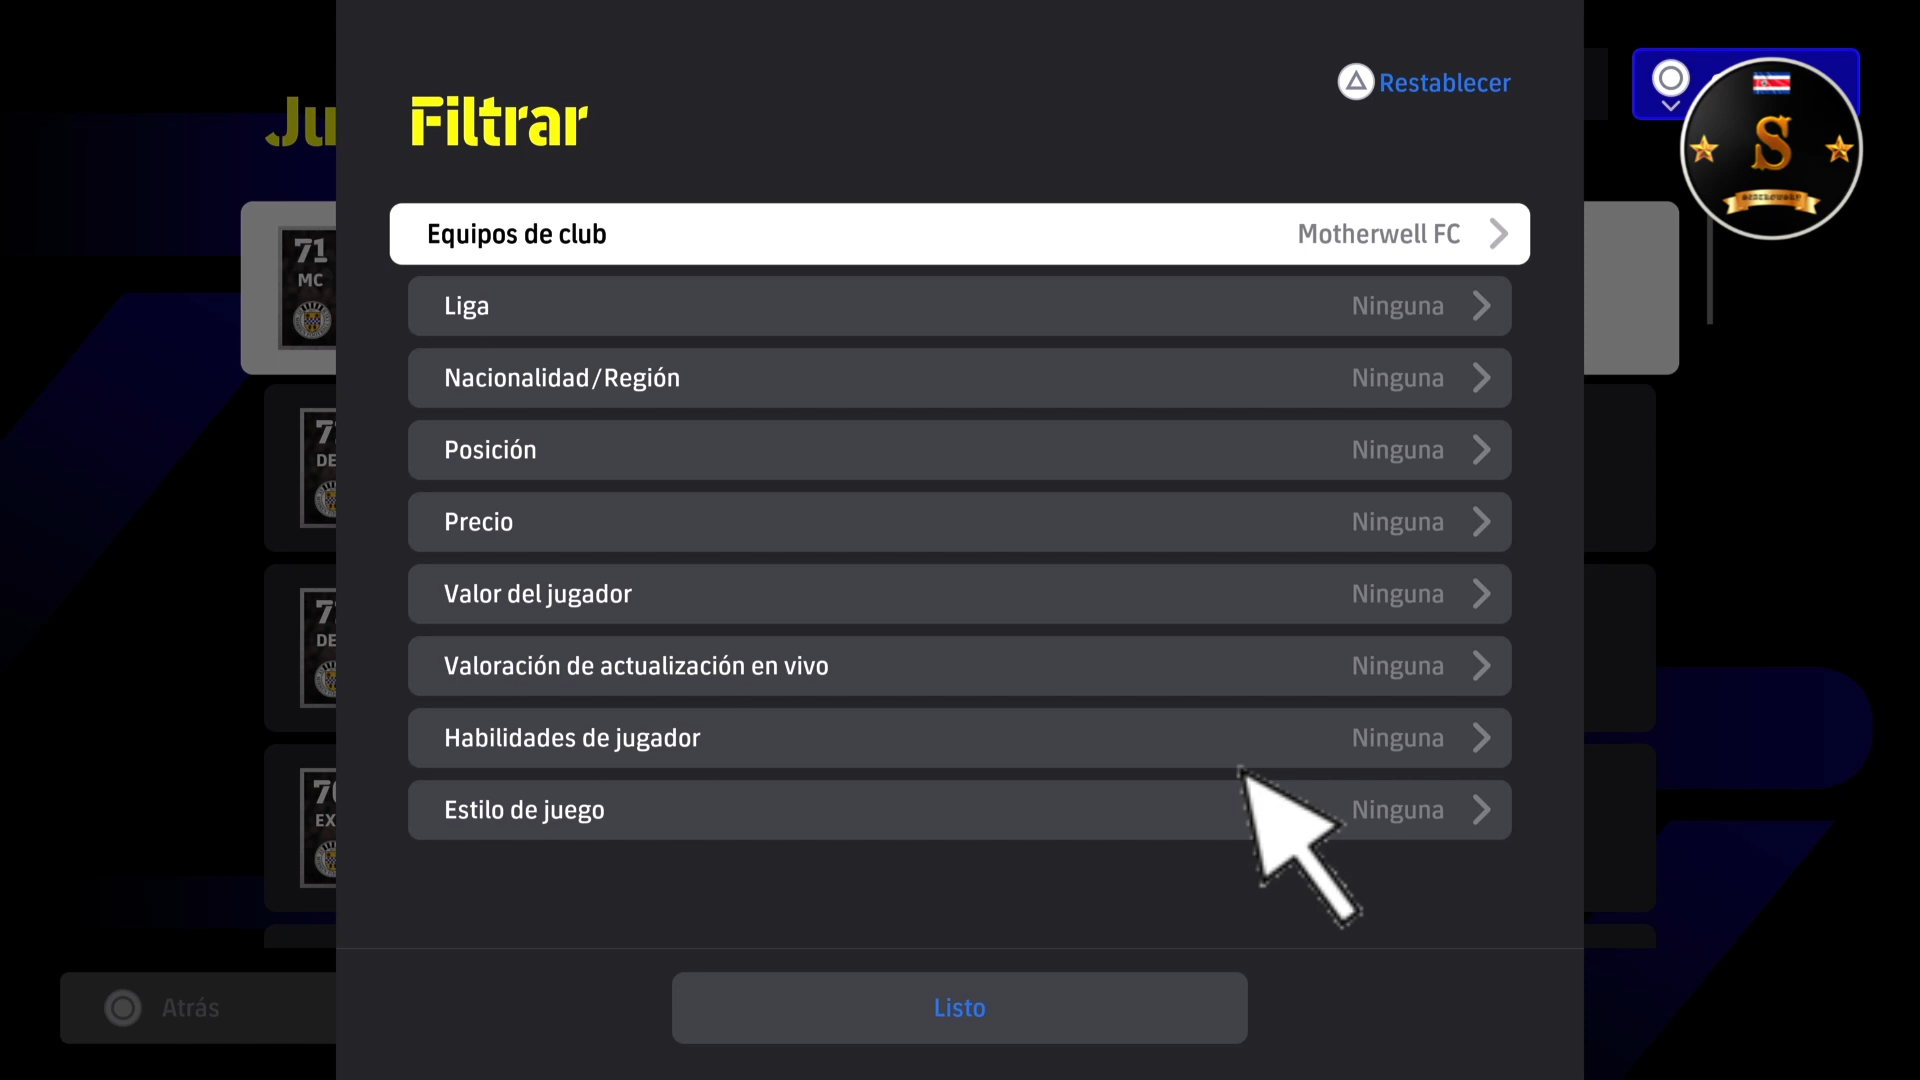 Ju
Filtrar
Restablecer
Equipos de club Motherwell FC
Liga Ninguna
Nacionalidad/Región Ninguna
Posición Ninguna
Precio Ninguna
Valor del jugador Ninguna
Valoración de actualización en vivo Ninguna
Habilidades de jugador Ninguna
Estilo de juego Ninguna
Listo
Atrás
71
MC
DE
DE
EX
S